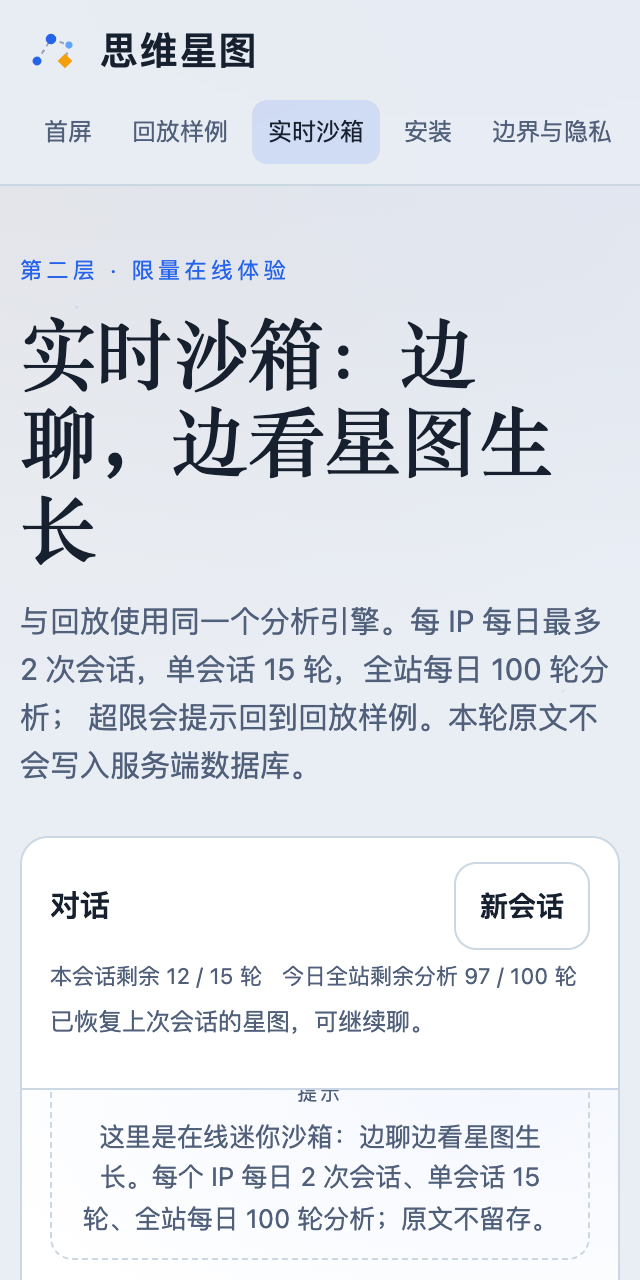 思维星图
首屏 回放样例 实时沙箱 安装 边界与隐私
第二层 · 限量在线体验
实时沙箱：边
聊，边看星图生
长
与回放使用同一个分析引擎。每 IP 每日最多
2 次会话，单会话 15 轮，全站每日 100 轮分
析； 超限会提示回到回放样例。本轮原文不
会写入服务端数据库。
对话
新会话
本会话剩余 12 / 15 轮 今日全站剩余分析 97 / 100 轮
已恢复上次会话的星图，可继续聊。
提示
这里是在线迷你沙箱：边聊边看星图生
长。每个 IP 每日 2 次会话、单会话 15
轮、全站每日 100 轮分析；原文不留存。